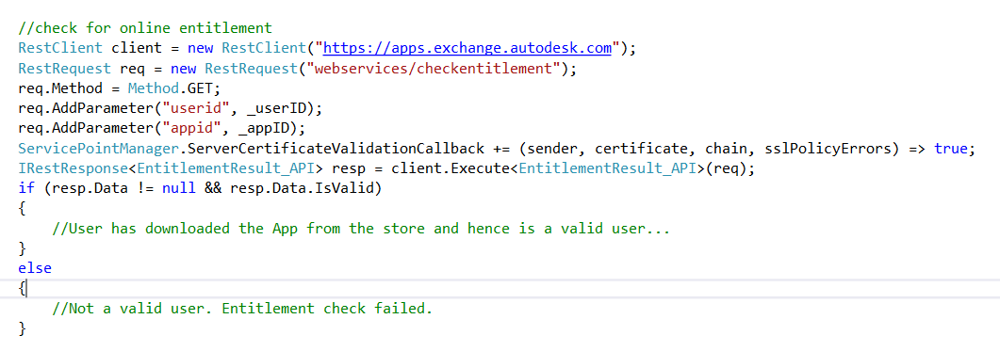 //check for online entitlement
RestClient client = new RestClient("https://apps.exchange.autodesk.com");
RestRequest req = new RestRequest("webservices/checkentitlement");
req.Method = Method.GET;
req.AddParameter("userid", _userID);
req.AddParameter("appid", _appID);
ServicePointManager.ServerCertificateValidationCallback += (sender, certificate, chain, sslPolicyErrors) => true;
IRestResponse<EntitlementResult_API> resp = client.Execute<EntitlementResult_API>(req);
if (resp.Data != null && resp.Data.IsValid)
{
    //User has downloaded the App from the store and hence is a valid user...
}
else
{
    //Not a valid user. Entitlement check failed.
}